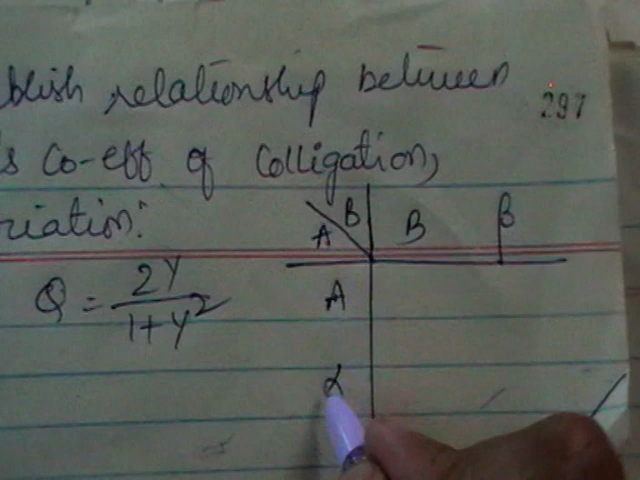 blish relationship between
297
's Co-eff of Colligation,
riation:
B
A
B
β
Q = 2Y / 1+Y²
A
α